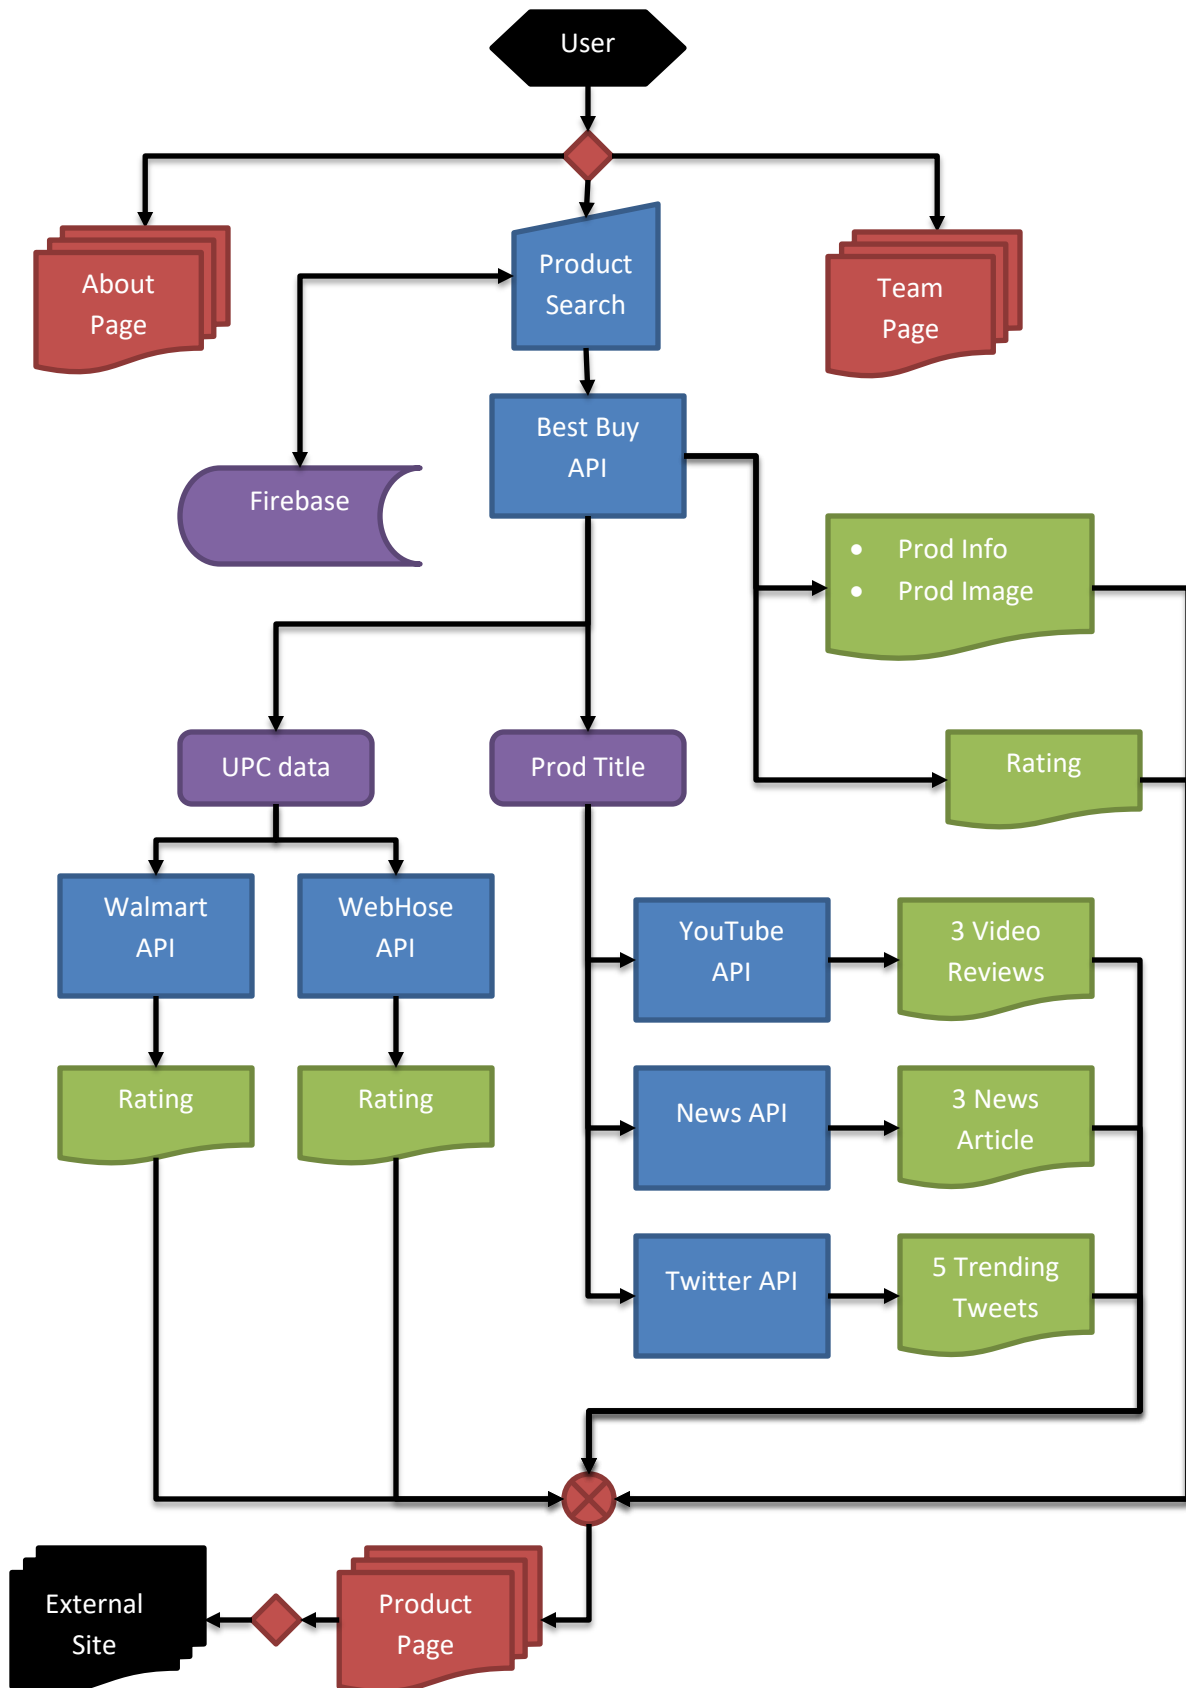 User
About
Page
Product
Search
Team
Page
Best Buy
API
Firebase
• Prod Info
• Prod Image
UPC data
Prod Title
Rating
Walmart
API
WebHose
API
YouTube
API
3 Video
Reviews
Rating
Rating
News API
3 News
Article
Twitter API
5 Trending
Tweets
External
Site
Product
Page